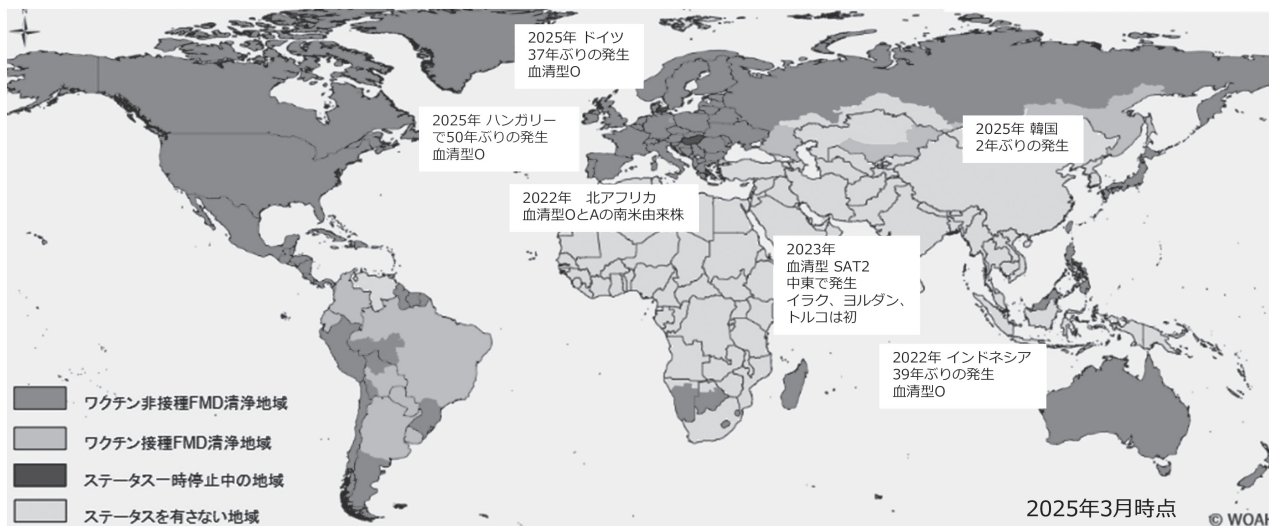 2025年 ドイツ
37年ぶりの発生
血清型O
2025年 ハンガリー
で50年ぶりの発生
血清型O
2025年 韓国
2年ぶりの発生
2022年　北アフリカ
血清型OとAの南米由来株
2023年
血清型 SAT2
中東で発生
イラク、ヨルダン、
トルコは初
2022年 インドネシア
39年ぶりの発生
血清型O
ワクチン非接種FMD清浄地域
ワクチン接種FMD清浄地域
ステータス一時停止中の地域
ステータスを有さない地域
2025年3月時点
© WOAH